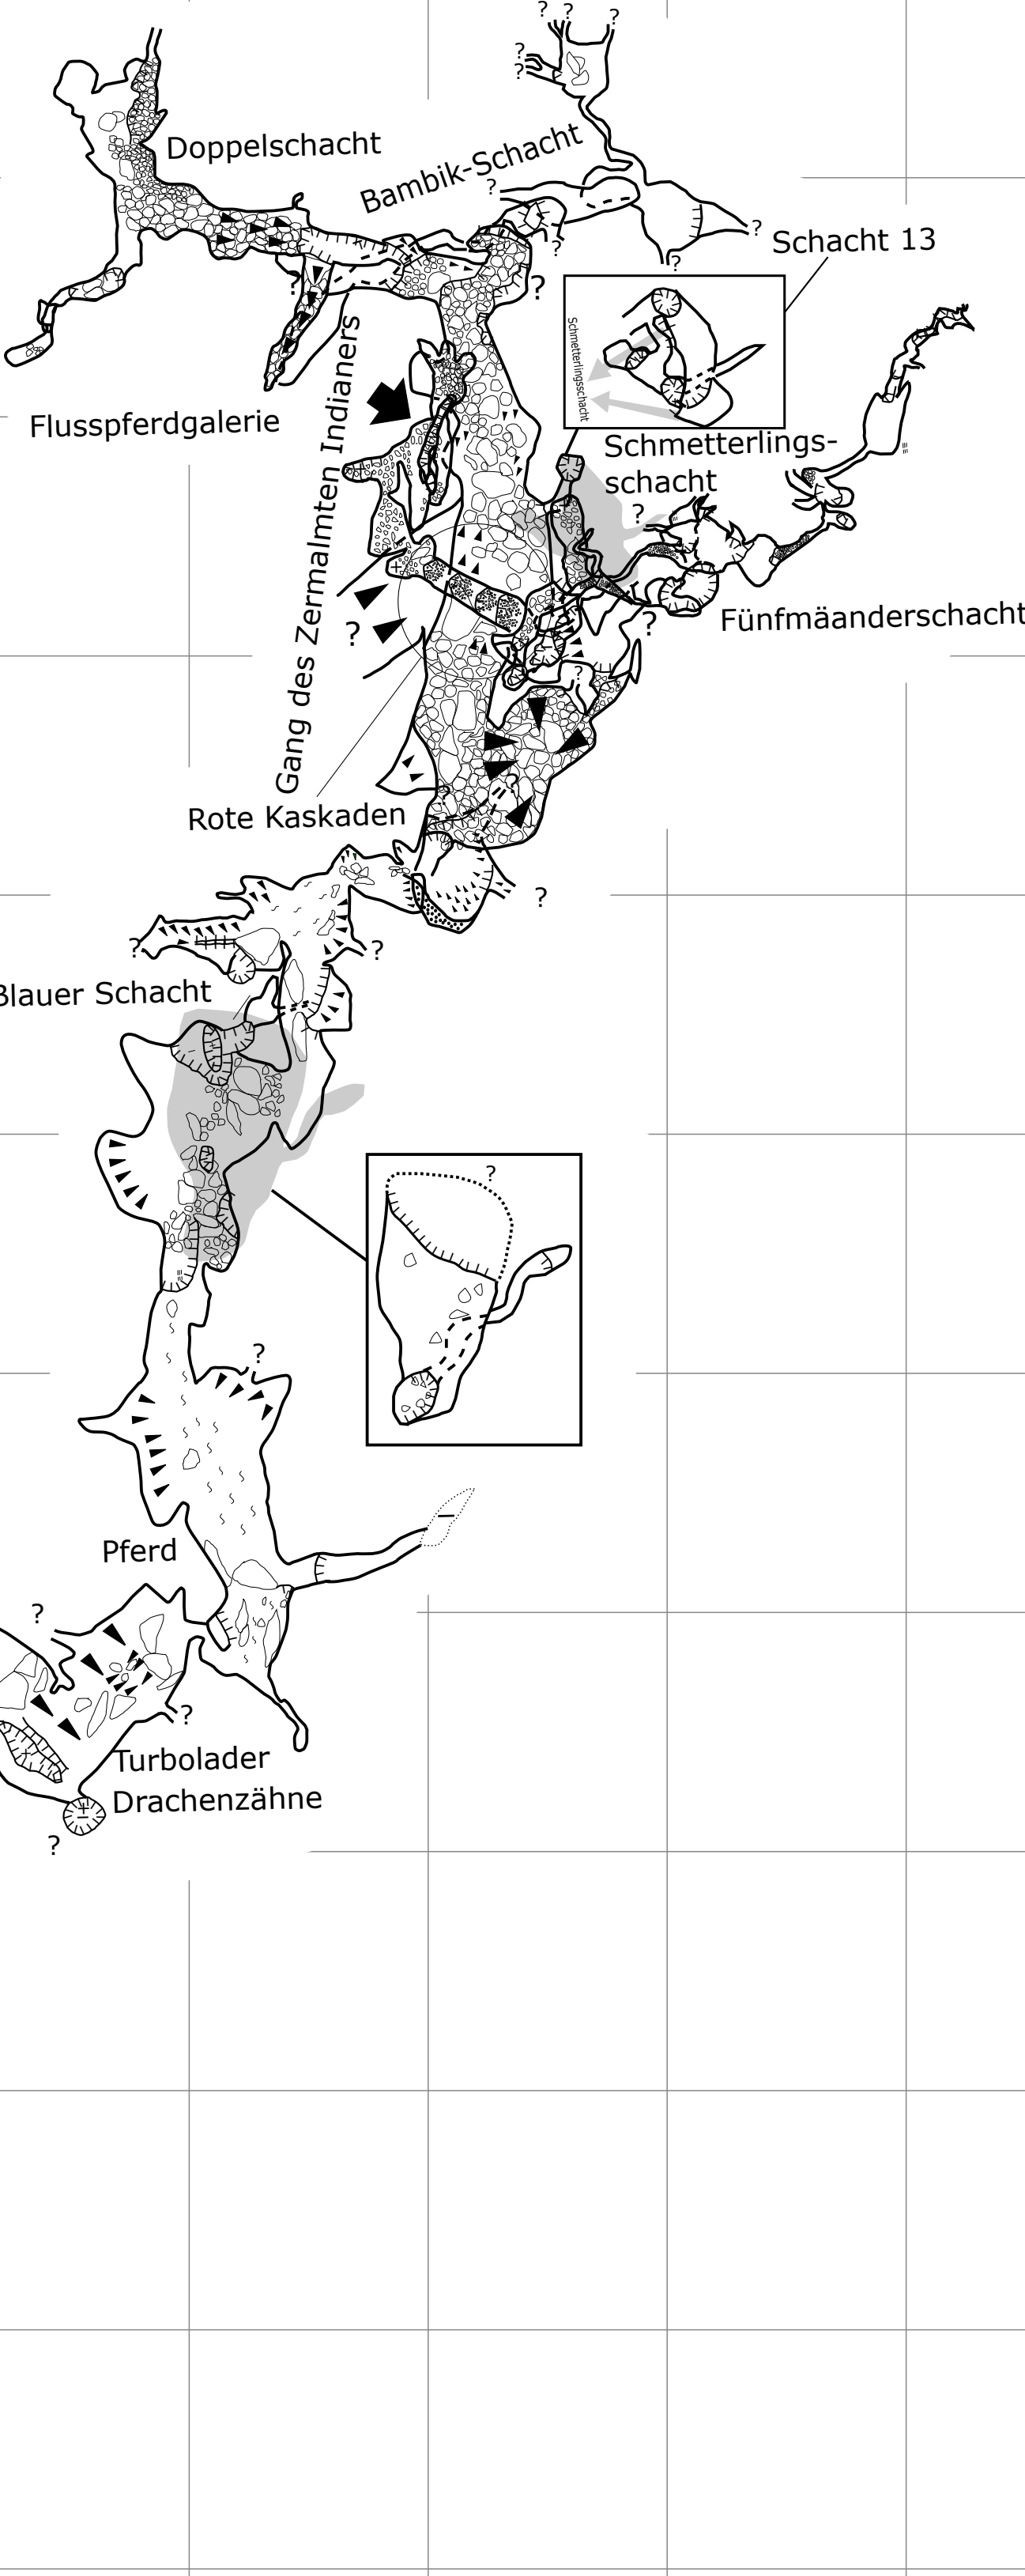 ? ? ?
?
?
Doppelschacht
Bambik-Schacht
?
?
?
Schacht 13
?
?
?
Schmetterlingsschacht
Gang des Zermalmten Indianers
Flusspferdgalerie
Schmetterlings-
schacht
?
?
?
Fünfmäanderschacht
?
?
?
Rote Kaskaden
?
?
?
Blauer Schacht
?
?
Pferd
?
?
Turbolader
Drachenzähne
?